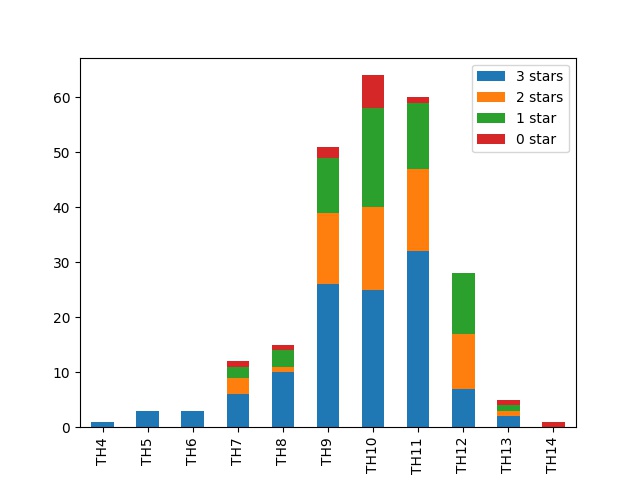 3 stars
2 stars
1 star
0 star
60
50
40
30
20
10
0
TH4
TH5
TH6
TH7
TH8
TH9
TH10
TH11
TH12
TH13
TH14